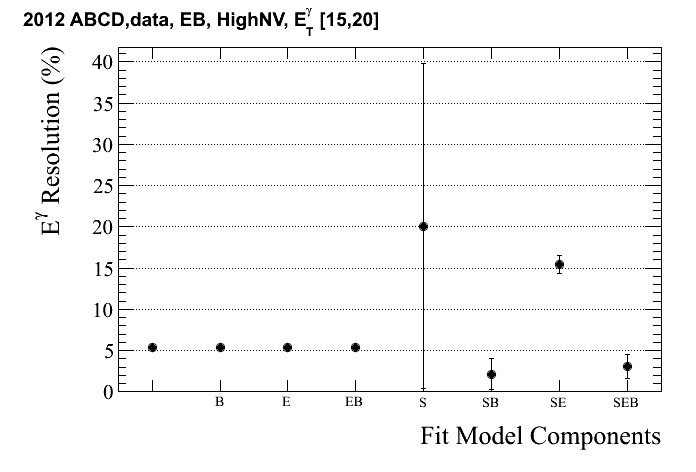 2012 ABCD,data, EB, HighNV, E_T^γ [15,20]
E^γ Resolution (%)
40
35
30
25
20
15
10
5
0
B E EB S SB SE SEB
Fit Model Components